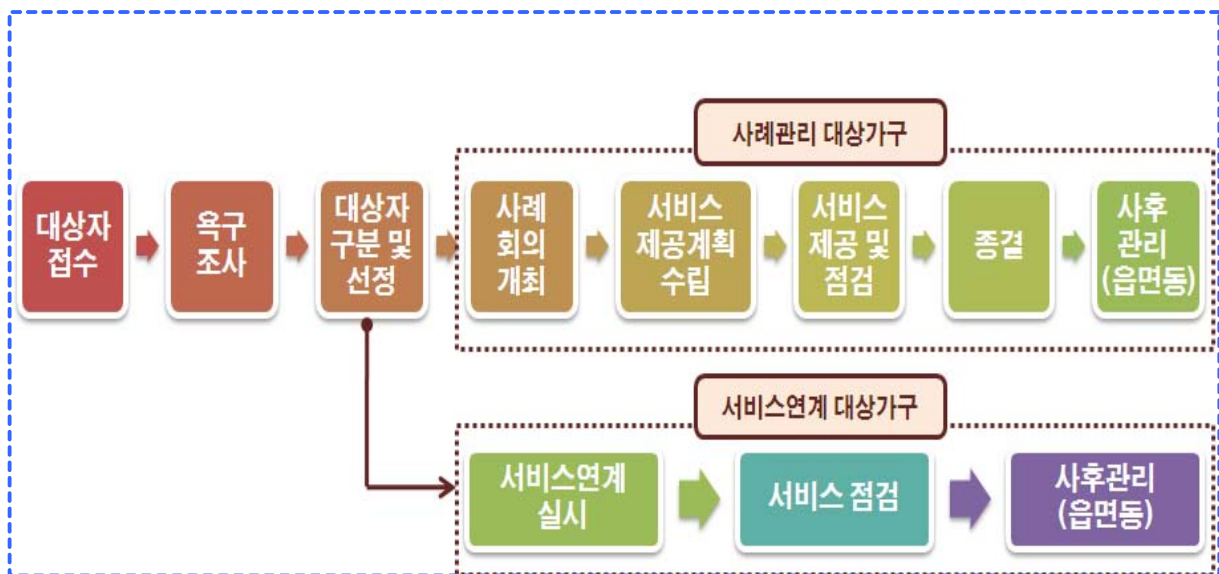 사례관리 대상가구
대상자
접수
욕구
조사
대상자
구분 및
선정
사례
회의
개최
서비스
제공계획
수립
서비스
제공 및
점검
종결
사후
관리
(읍면동)
서비스연계 대상가구
서비스연계
실시
서비스 점검
사후관리
(읍면동)